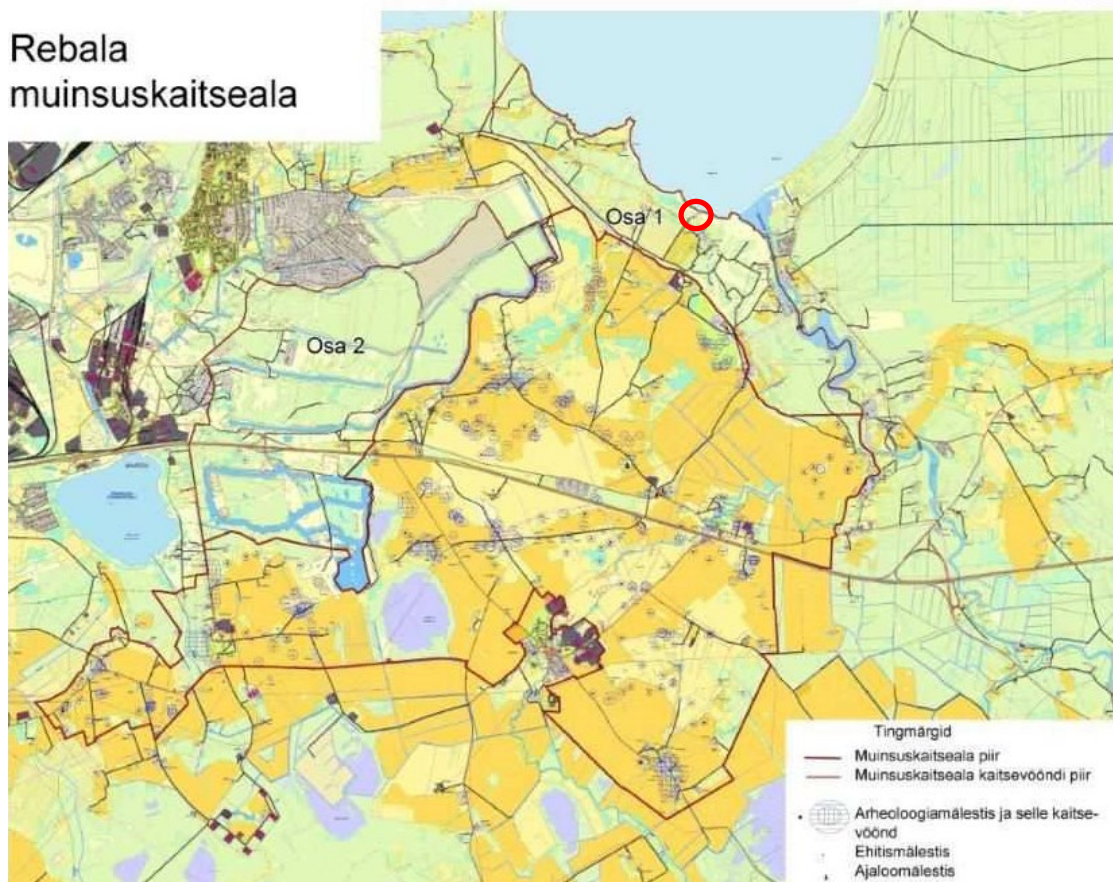 Rebala
muinsuskaitseala
Osa 1
Osa 2
Tingmärgid
Muinsuskaitseala piir
Muinsuskaitseala kaitsevööndi piir
Arheoloogiamälestis ja selle kaitse-
vöönd
Ehitismälestis
Ajaloomälestis